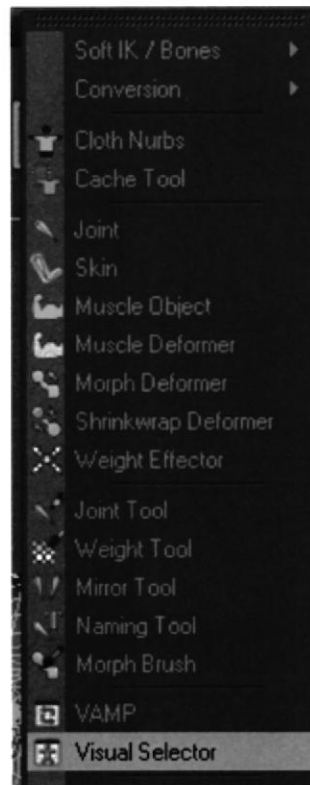 Soft IK / Bones
Conversion
Cloth Nurbs
Cache Tool
Joint
Skin
Muscle Object
Muscle Deformer
Morph Deformer
Shrinkwrap Deformer
Weight Effector
Joint Tool
Weight Tool
Mirror Tool
Naming Tool
Morph Brush
VAMP
Visual Selector